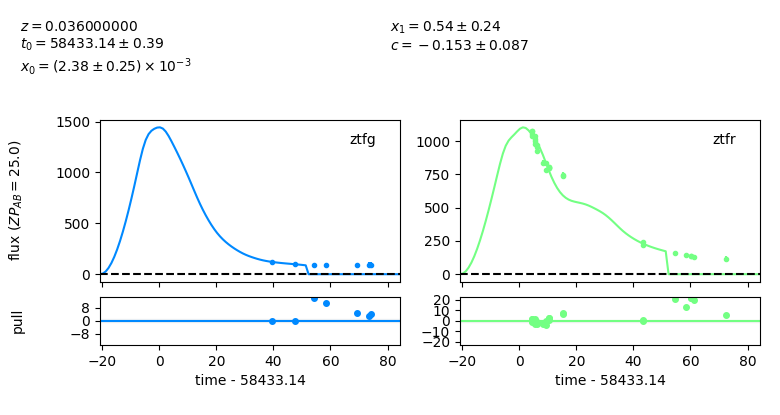 z = 0.036000000
t₀ = 58433.14 ± 0.39
x₀ = (2.38 ± 0.25) × 10⁻³
x₁ = 0.54 ± 0.24
c = −0.153 ± 0.087
flux (ZP_AB = 25.0)
1500
1000
500
0
ztfg
1000
750
500
250
0
ztfr
pull
8
0
−8
20
10
0
−10
−20
−20 0 20 40 60 80
time - 58433.14
−20 0 20 40 60 80
time - 58433.14